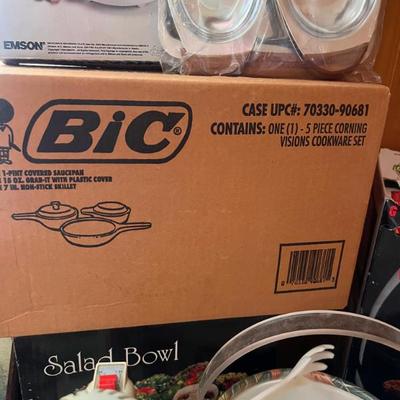 EMSON
BiC®
CASE UPC#: 70330-90681
CONTAINS: ONE (1) - 5 PIECE CORNING
VISIONS COOKWARE SET
1-PINT COVERED SAUCEPAN
15 OZ. GRAB-IT WITH PLASTIC COVER
7 IN. NON-STICK SKILLET
Salad Bowl